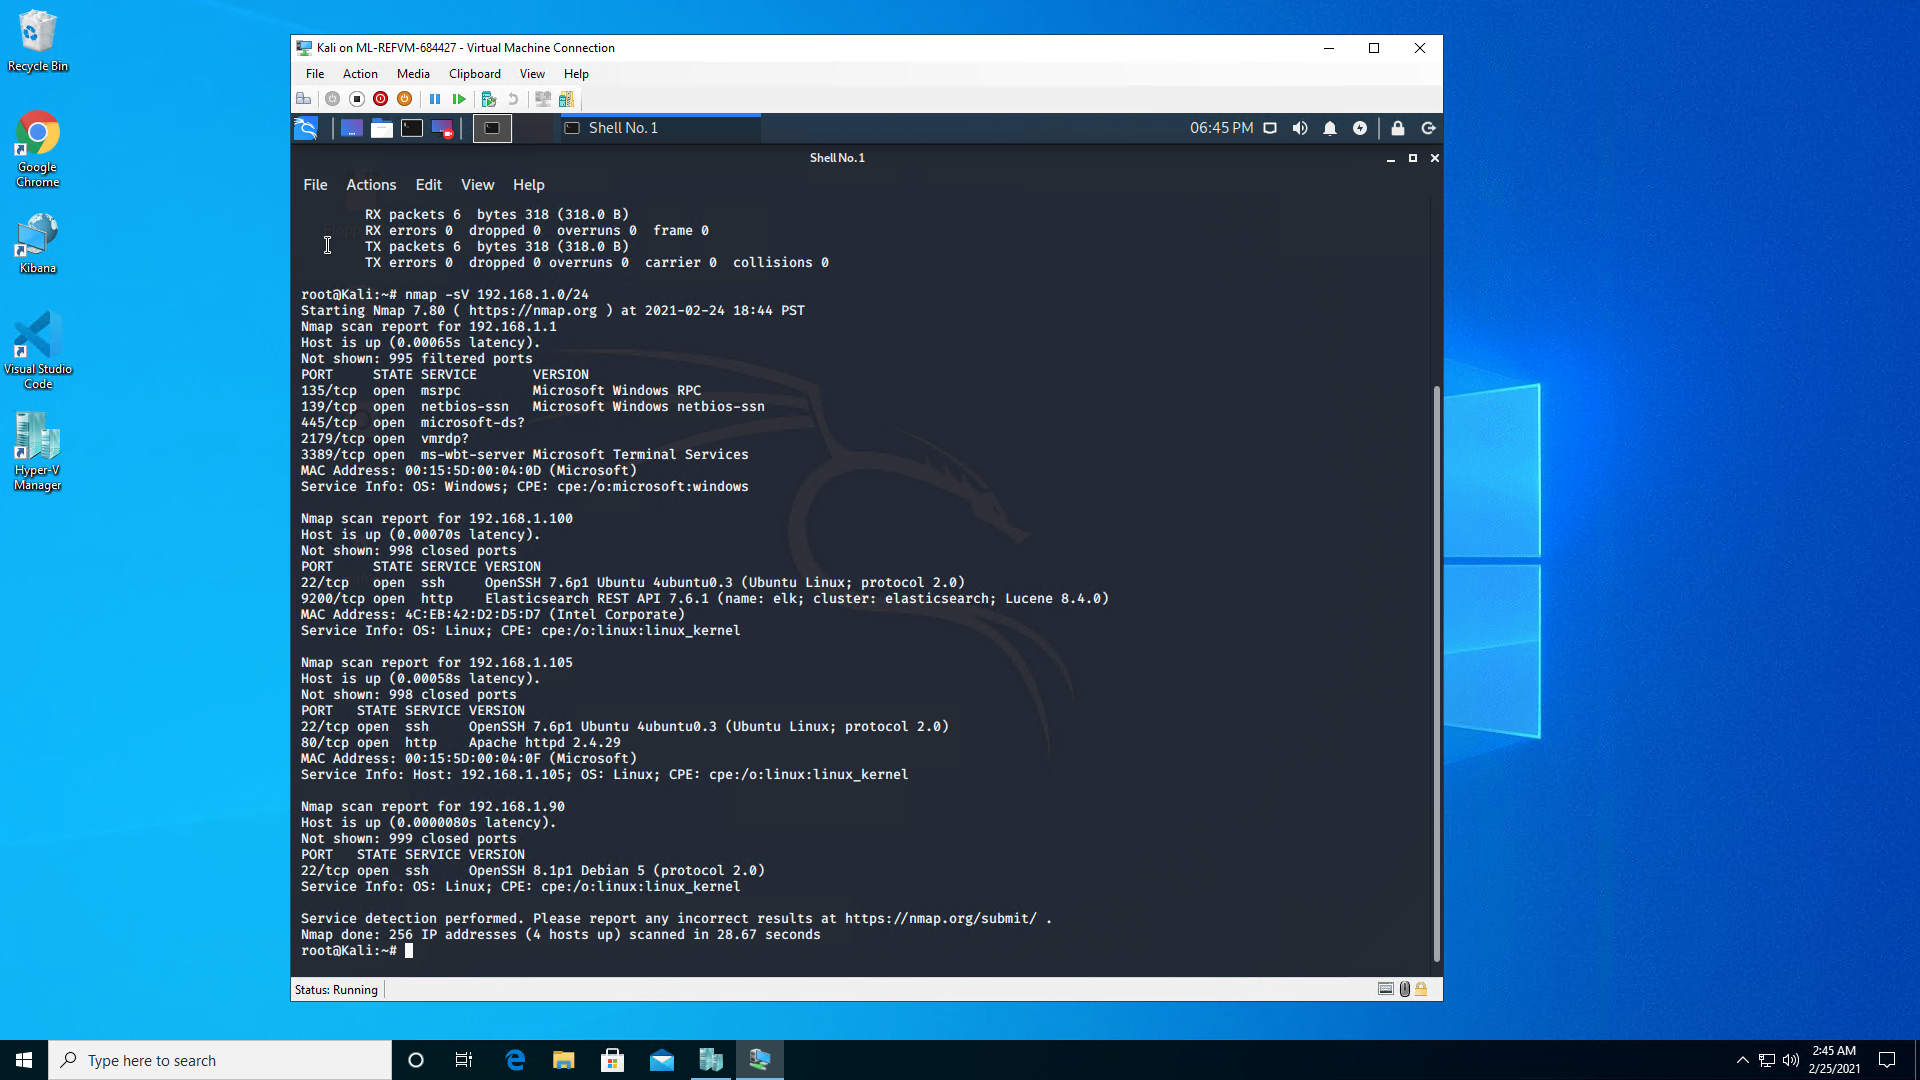 Recycle Bin
Google
Chrome
Kibana
Visual Studio
Code
Hyper-V
Manager
Kali on ML-REFVM-684427 - Virtual Machine Connection
File Action Media Clipboard View Help
Shell No. 1
06:45 PM
Shell No. 1
File Actions Edit View Help
RX packets 6  bytes 318 (318.0 B)
RX errors 0  dropped 0  overruns 0  frame 0
TX packets 6  bytes 318 (318.0 B)
TX errors 0  dropped 0 overruns 0  carrier 0  collisions 0
root@Kali:~# nmap -sV 192.168.1.0/24
Starting Nmap 7.80 ( https://nmap.org ) at 2021-02-24 18:44 PST
Nmap scan report for 192.168.1.1
Host is up (0.00065s latency).
Not shown: 995 filtered ports
PORT     STATE SERVICE       VERSION
135/tcp  open  msrpc         Microsoft Windows RPC
139/tcp  open  netbios-ssn   Microsoft Windows netbios-ssn
445/tcp  open  microsoft-ds?
2179/tcp open  vmrdp?
3389/tcp open  ms-wbt-server Microsoft Terminal Services
MAC Address: 00:15:5D:00:04:0D (Microsoft)
Service Info: OS: Windows; CPE: cpe:/o:microsoft:windows
Nmap scan report for 192.168.1.100
Host is up (0.00070s latency).
Not shown: 998 closed ports
PORT     STATE SERVICE VERSION
22/tcp   open  ssh     OpenSSH 7.6p1 Ubuntu 4ubuntu0.3 (Ubuntu Linux; protocol 2.0)
9200/tcp open  http    Elasticsearch REST API 7.6.1 (name: elk; cluster: elasticsearch; Lucene 8.4.0)
MAC Address: 4C:EB:42:D2:D5:D7 (Intel Corporate)
Service Info: OS: Linux; CPE: cpe:/o:linux:linux_kernel
Nmap scan report for 192.168.1.105
Host is up (0.00058s latency).
Not shown: 998 closed ports
PORT   STATE SERVICE VERSION
22/tcp open  ssh     OpenSSH 7.6p1 Ubuntu 4ubuntu0.3 (Ubuntu Linux; protocol 2.0)
80/tcp open  http    Apache httpd 2.4.29
MAC Address: 00:15:5D:00:04:0F (Microsoft)
Service Info: Host: 192.168.1.105; OS: Linux; CPE: cpe:/o:linux:linux_kernel
Nmap scan report for 192.168.1.90
Host is up (0.0000080s latency).
Not shown: 999 closed ports
PORT   STATE SERVICE VERSION
22/tcp open  ssh     OpenSSH 8.1p1 Debian 5 (protocol 2.0)
Service Info: OS: Linux; CPE: cpe:/o:linux:linux_kernel
Service detection performed. Please report any incorrect results at https://nmap.org/submit/ .
Nmap done: 256 IP addresses (4 hosts up) scanned in 28.67 seconds
root@Kali:~#
Status: Running
Type here to search
2:45 AM
2/25/2021